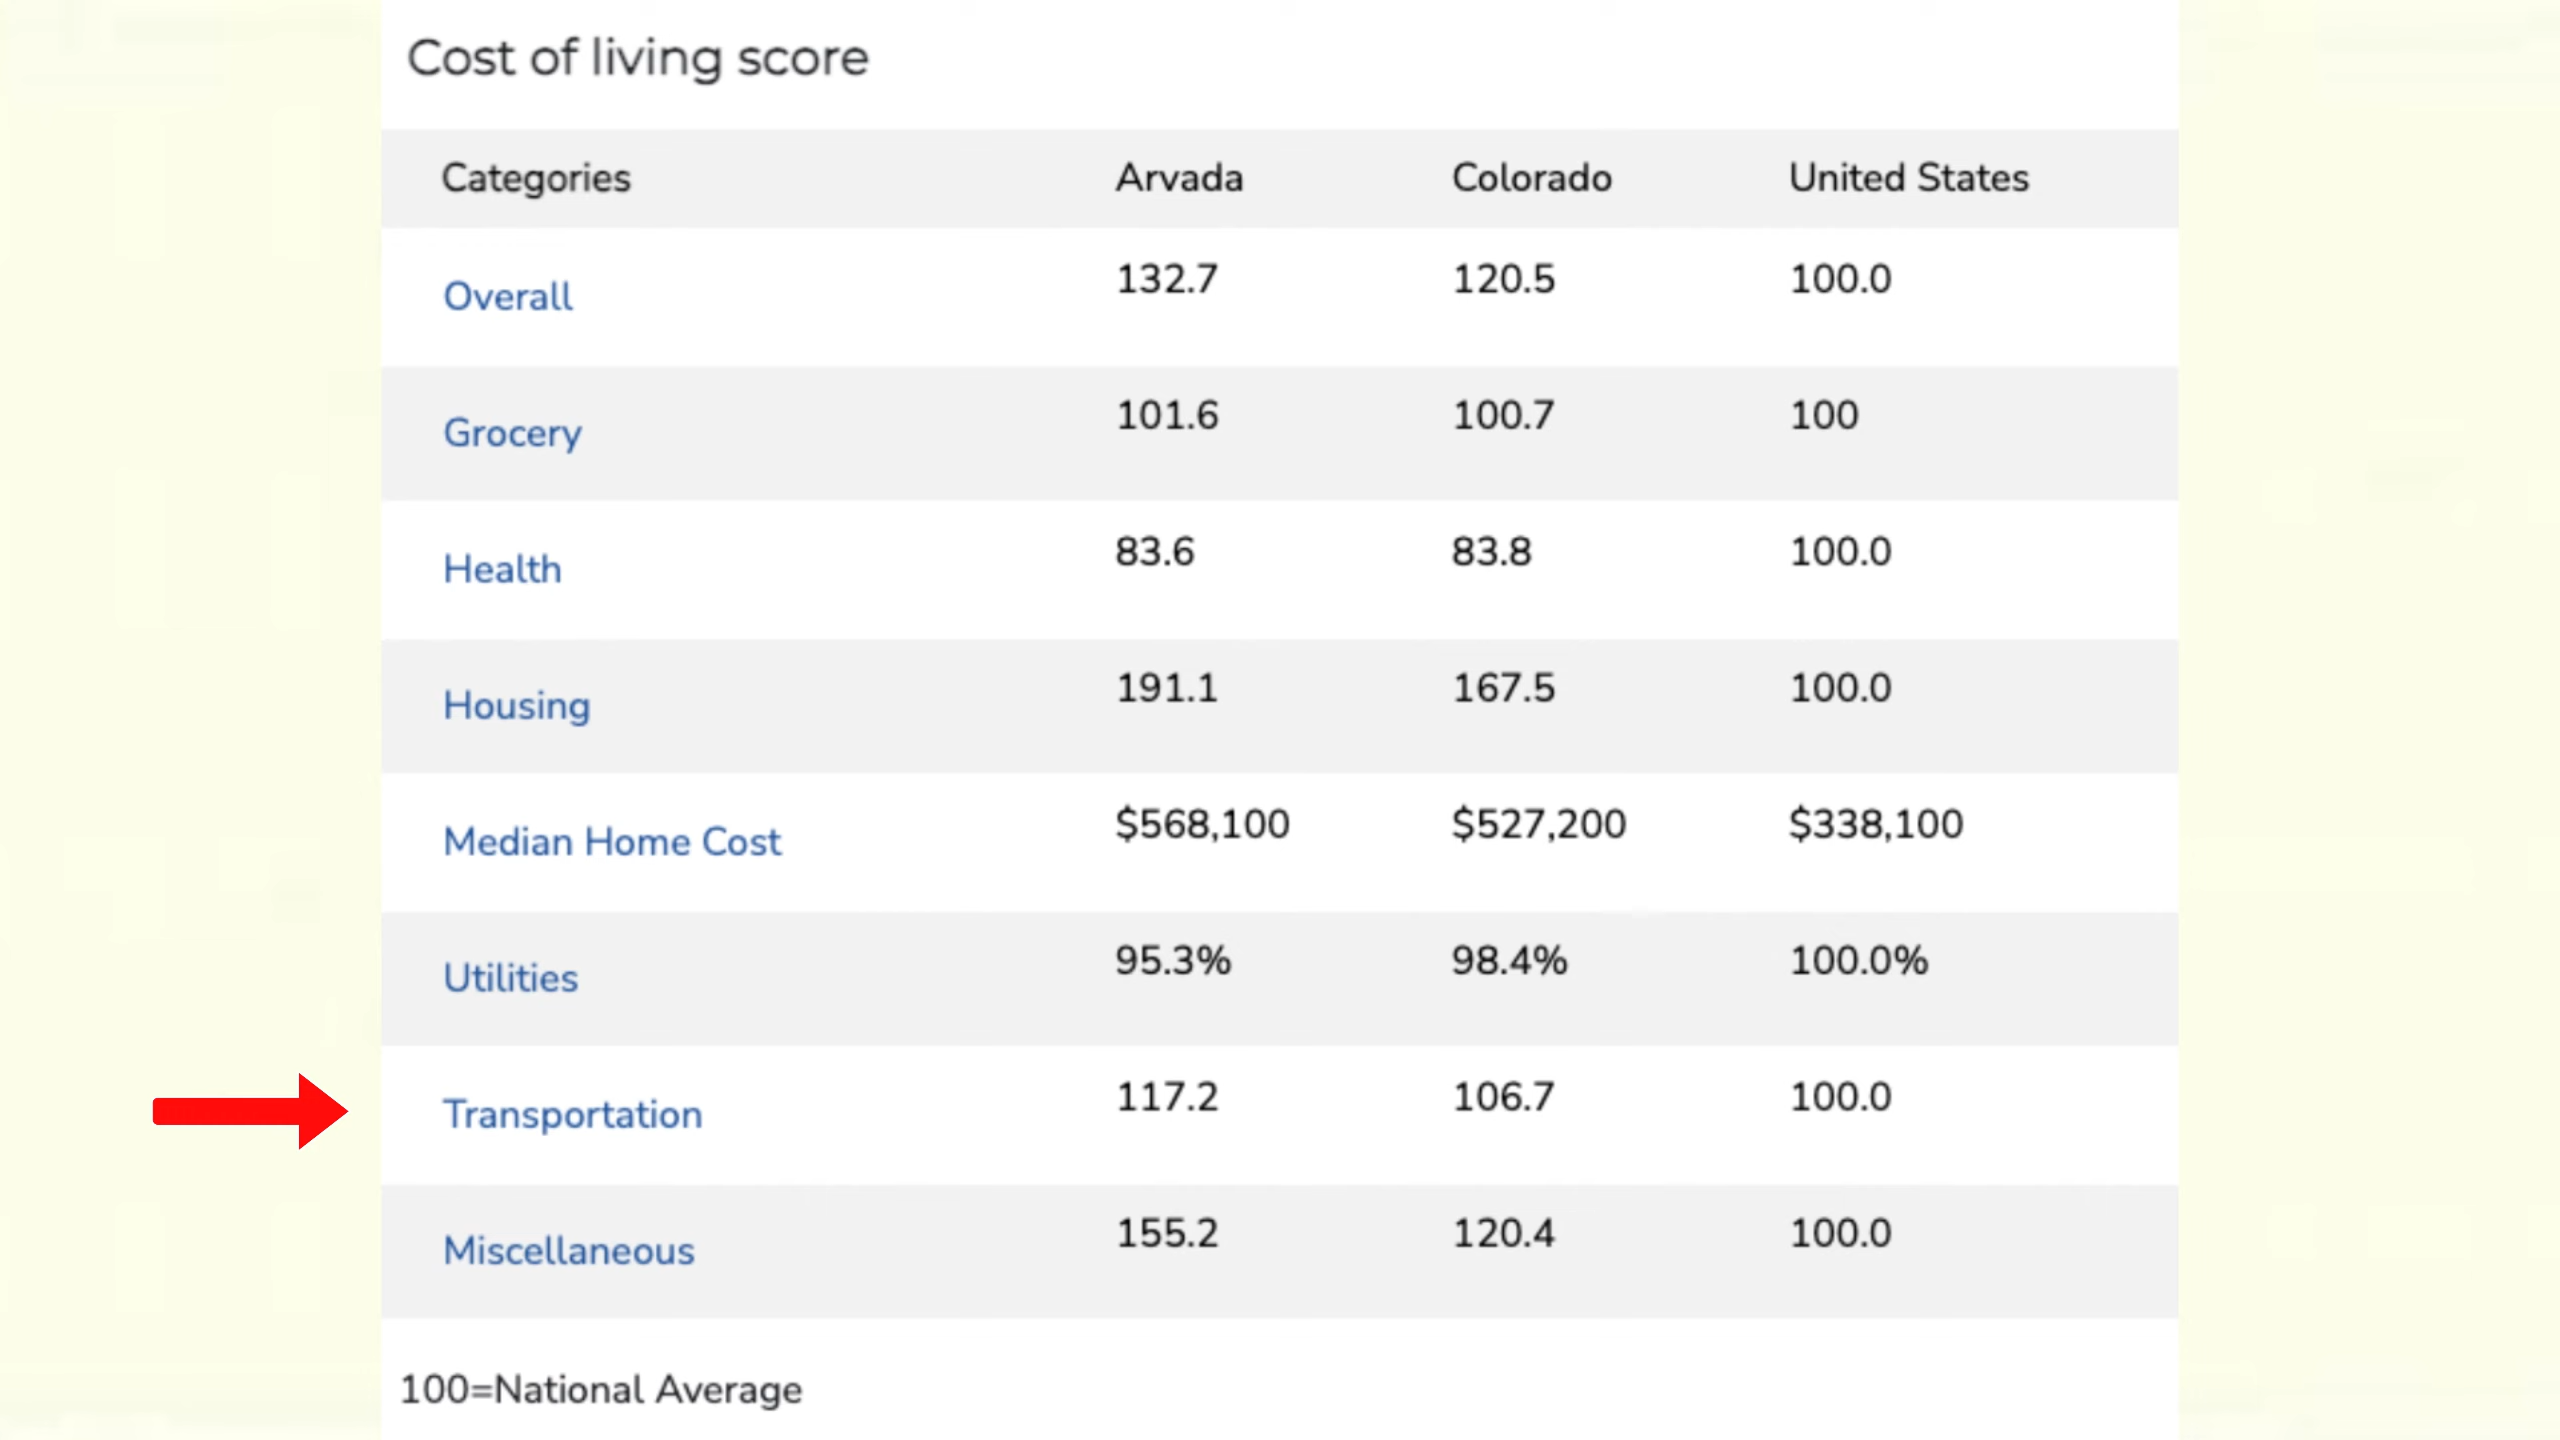 Cost of living score
Categories Arvada Colorado United States
Overall 132.7 120.5 100.0
Grocery 101.6 100.7 100
Health 83.6 83.8 100.0
Housing 191.1 167.5 100.0
Median Home Cost $568,100 $527,200 $338,100
Utilities 95.3% 98.4% 100.0%
Transportation 117.2 106.7 100.0
Miscellaneous 155.2 120.4 100.0
100=National Average